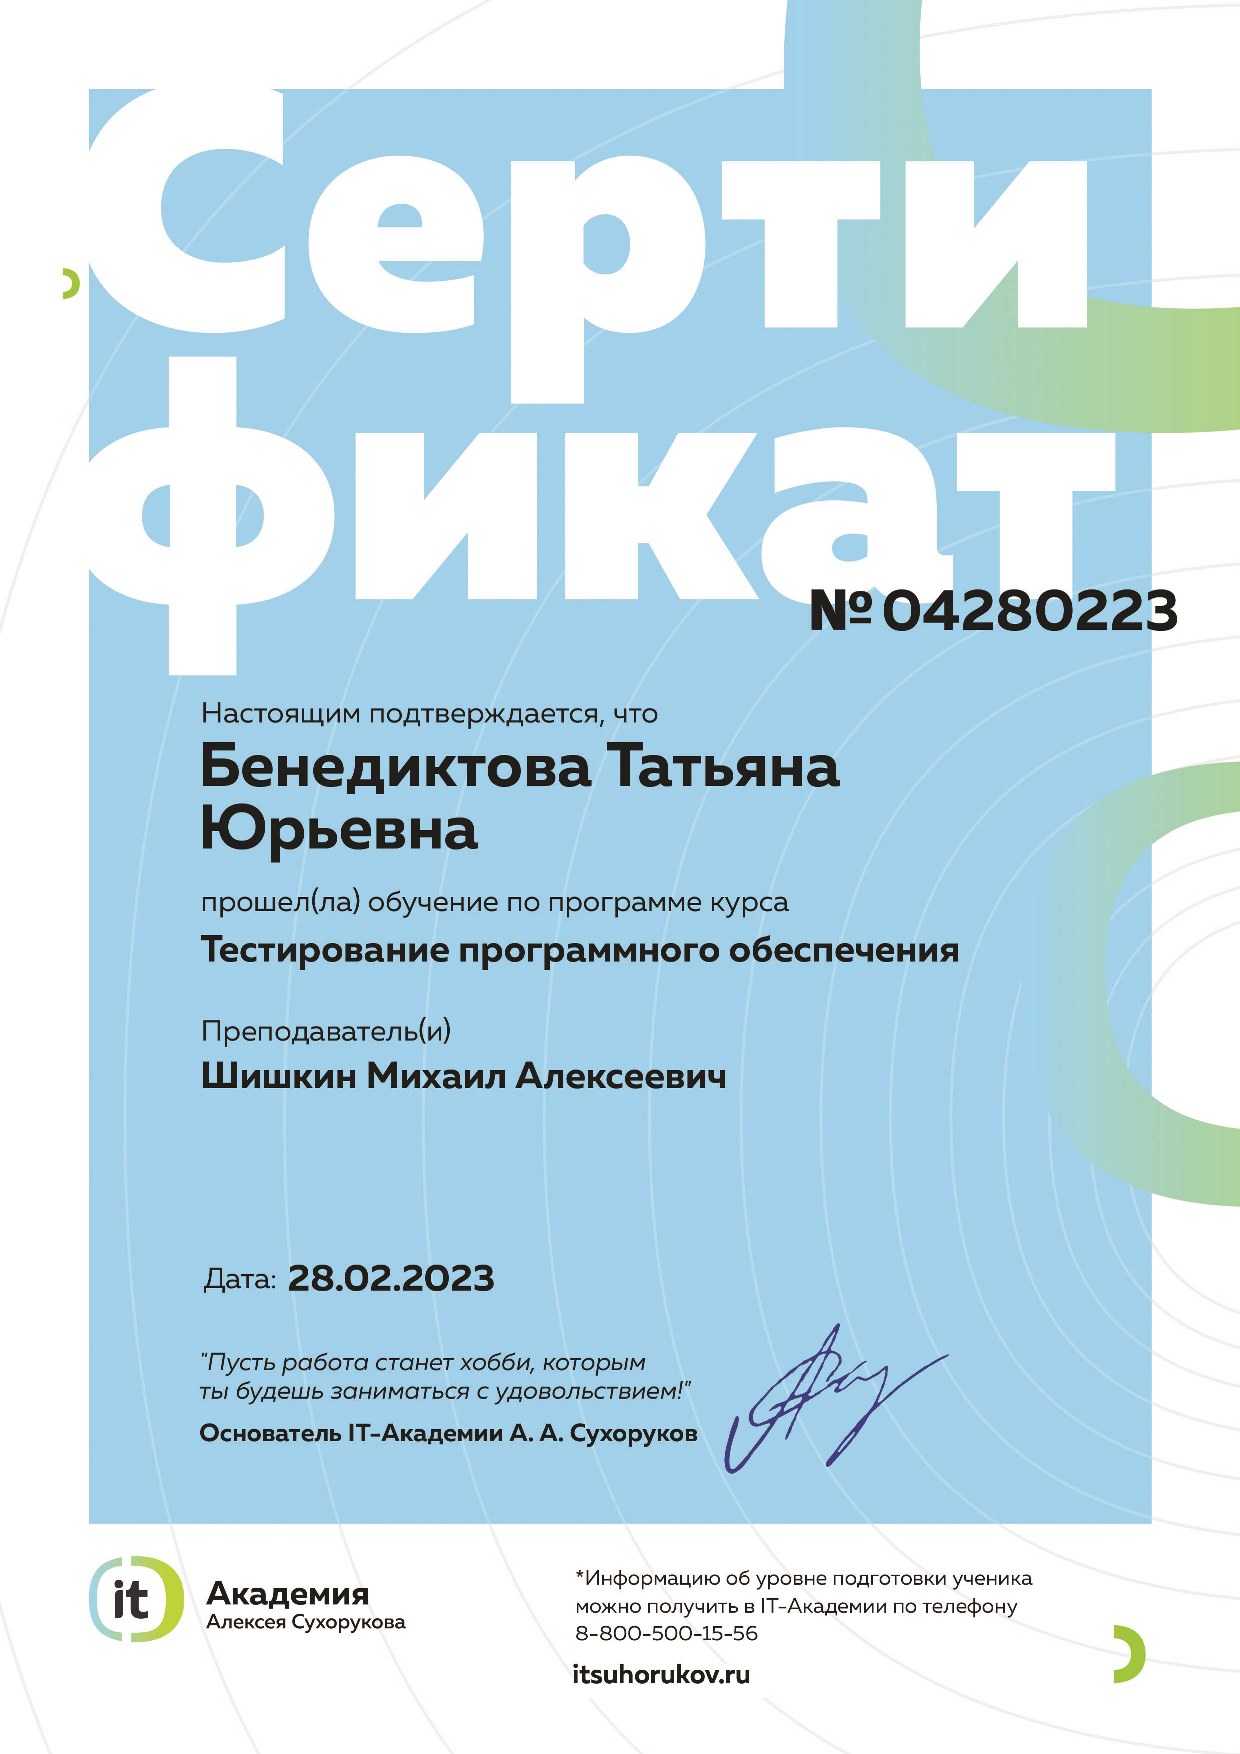 Серти
фикат
№04280223
Настоящим подтверждается, что
Бенедиктова Татьяна
Юрьевна
прошел(ла) обучение по программе курса
Тестирование программного обеспечения
Преподаватель(и)
Шишкин Михаил Алексеевич
Дата: 28.02.2023
"Пусть работа станет хобби, которым
ты будешь заниматься с удовольствием!"
Основатель IT-Академии А. А. Сухоруков
it
Академия
Алексея Сухорукова
*Информацию об уровне подготовки ученика
можно получить в IT-Академии по телефону
8-800-500-15-56
itsuhorukov.ru